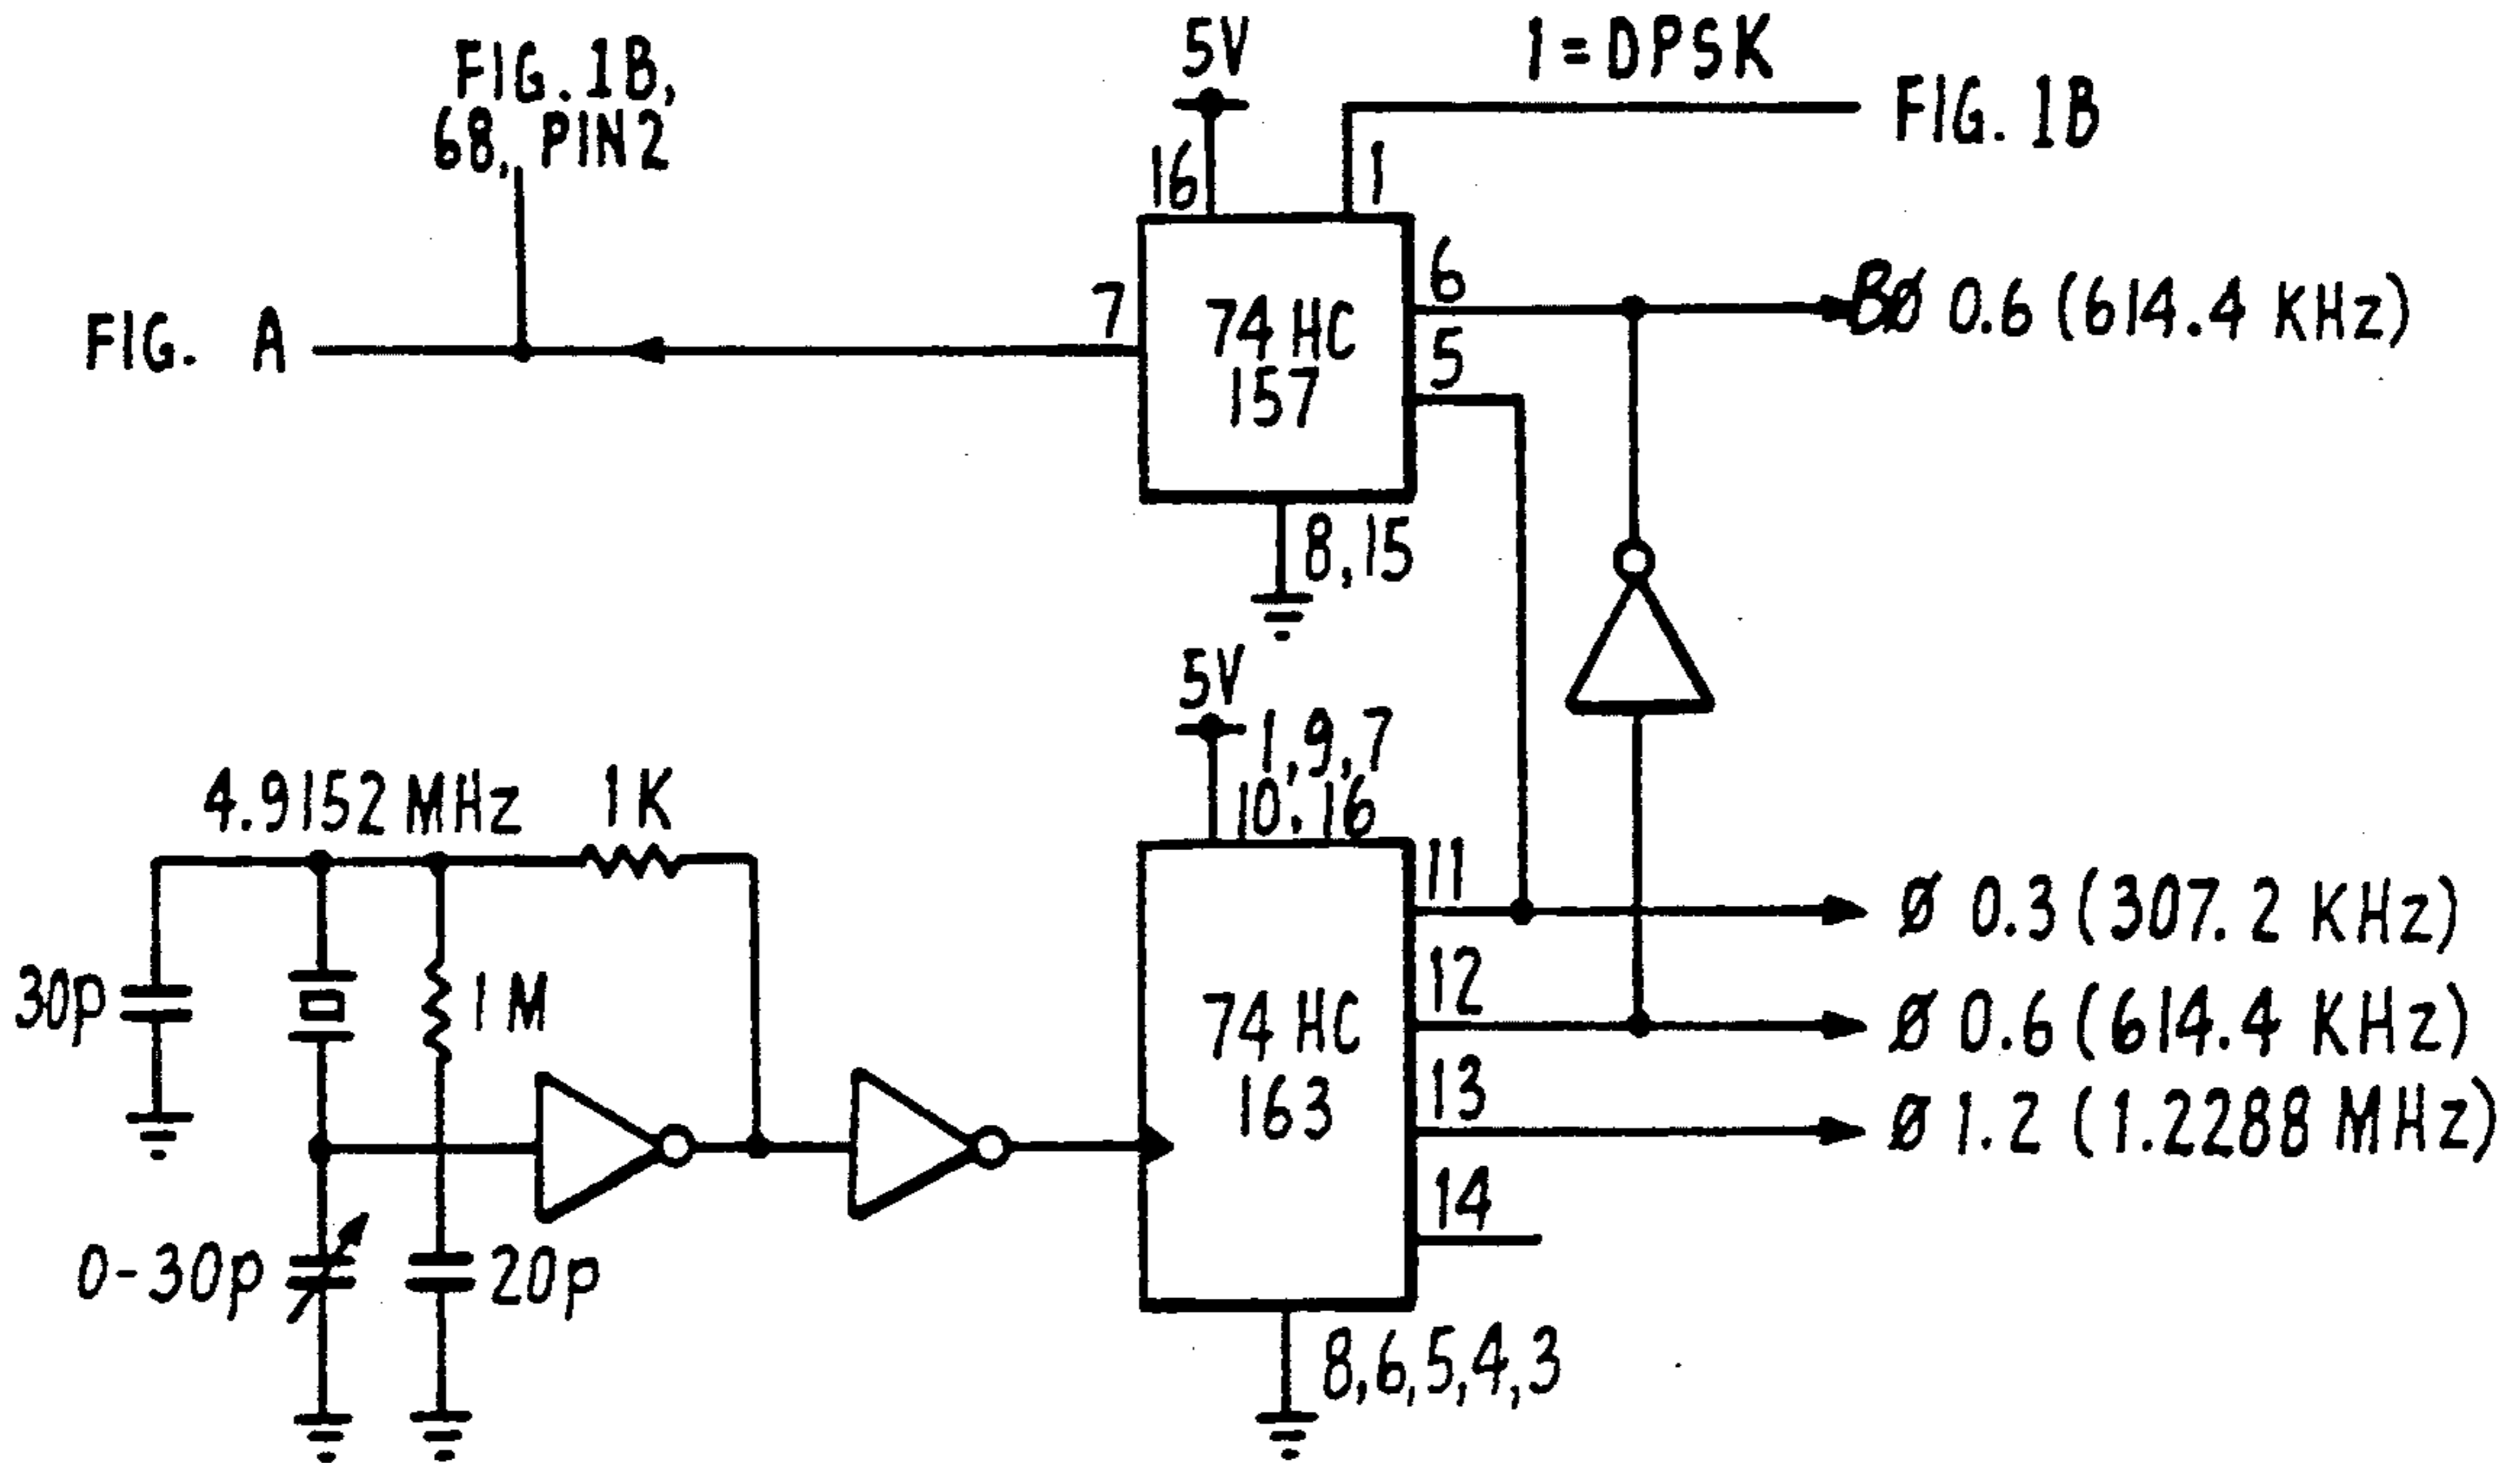 FIG. 1B,
68, PIN 2
5V
1=DPSK
FIG. 1B
16
1
7
6
5
74 HC
157
FIG. A
BØ 0.6 (614.4 KHz)
8,15
5V
1,9,7
10,16
4.9152 MHz
1K
30p
1M
74 HC
163
11
Ø 0.3 (307.2 KHz)
12
Ø 0.6 (614.4 KHz)
13
Ø 1.2 (1.2288 MHz)
14
0-30p
20p
8,6,5,4,3